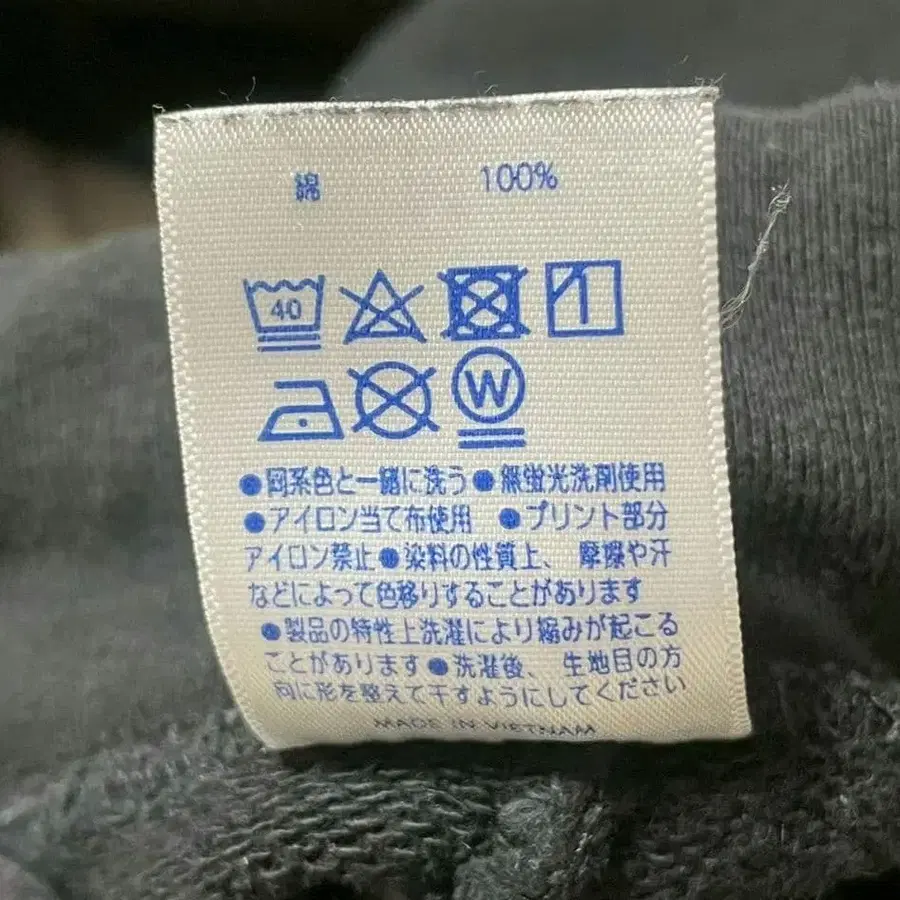 綿 100%
40
W
●同系色と一緒に洗う ●無蛍光洗剤使用
●アイロン当て布使用 ●プリント部分
アイロン禁止 ●染料の性質上、摩擦や汗
などによって色移りすることがあります
●製品の特性上洗濯により縮みが起こる
ことがあります ●洗濯後、生地目の方
向に形を整えて干すようにしてください
MADE IN VIETNAM